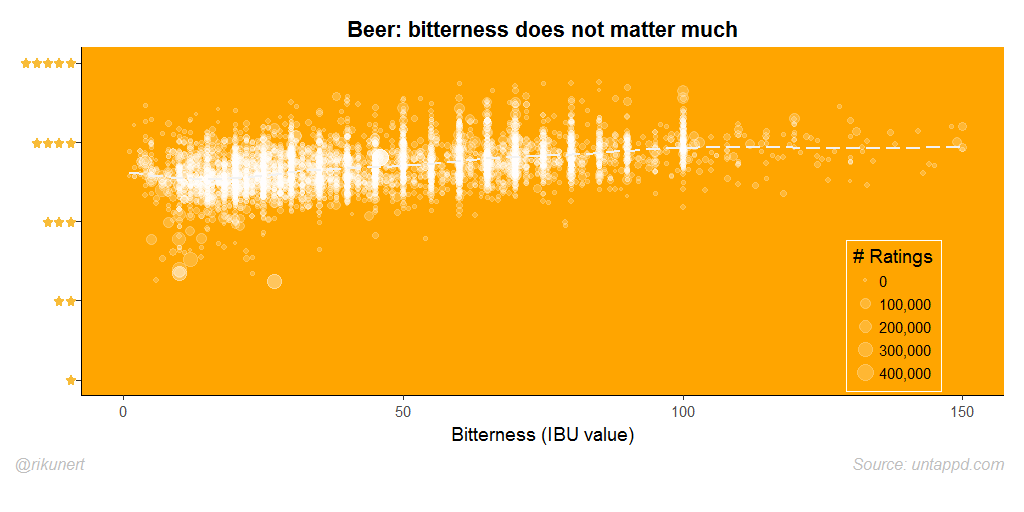 Beer: bitterness does not matter much
# Ratings
0
100,000
200,000
300,000
400,000
0 50 100 150
Bitterness (IBU value)
@rikunert Source: untappd.com